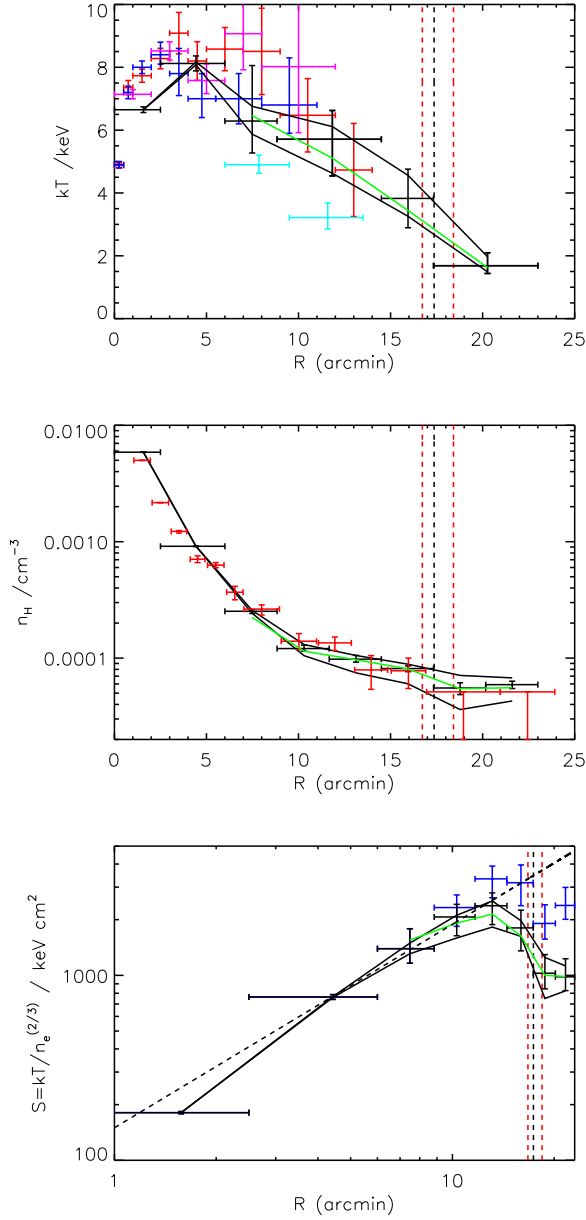 10
8
6
4
2
0
kT /keV
0 5 10 15 20 25
R (arcmin)
0.0100
0.0010
0.0001
n_H /cm^-3
0 5 10 15 20 25
R (arcmin)
1000
100
S=kT/n_e^(2/3) / keV cm^2
1 10
R (arcmin)